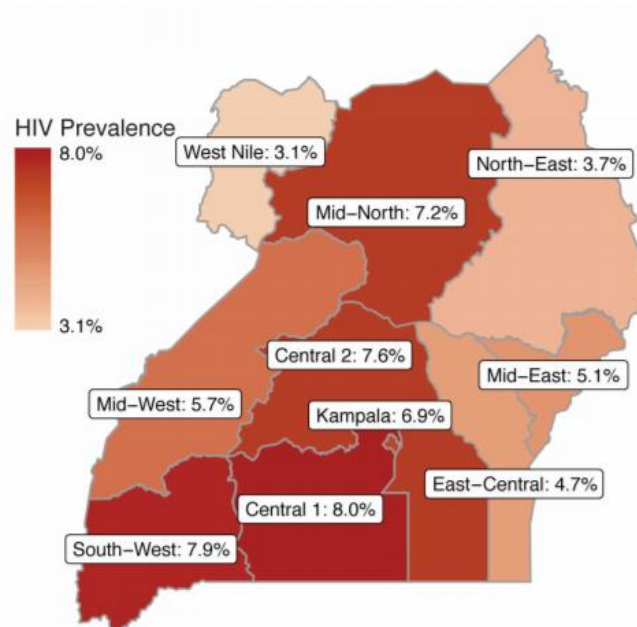 HIV Prevalence
8.0%
3.1%
West Nile: 3.1%
North–East: 3.7%
Mid–North: 7.2%
Central 2: 7.6%
Mid–East: 5.1%
Mid–West: 5.7%
Kampala: 6.9%
East–Central: 4.7%
Central 1: 8.0%
South–West: 7.9%